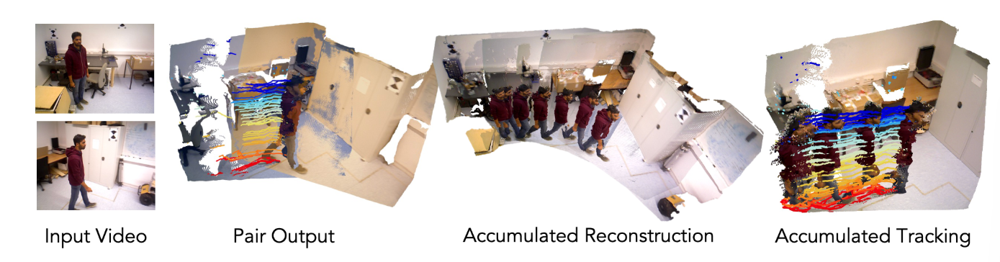 Input Video
Pair Output
Accumulated Reconstruction
Accumulated Tracking